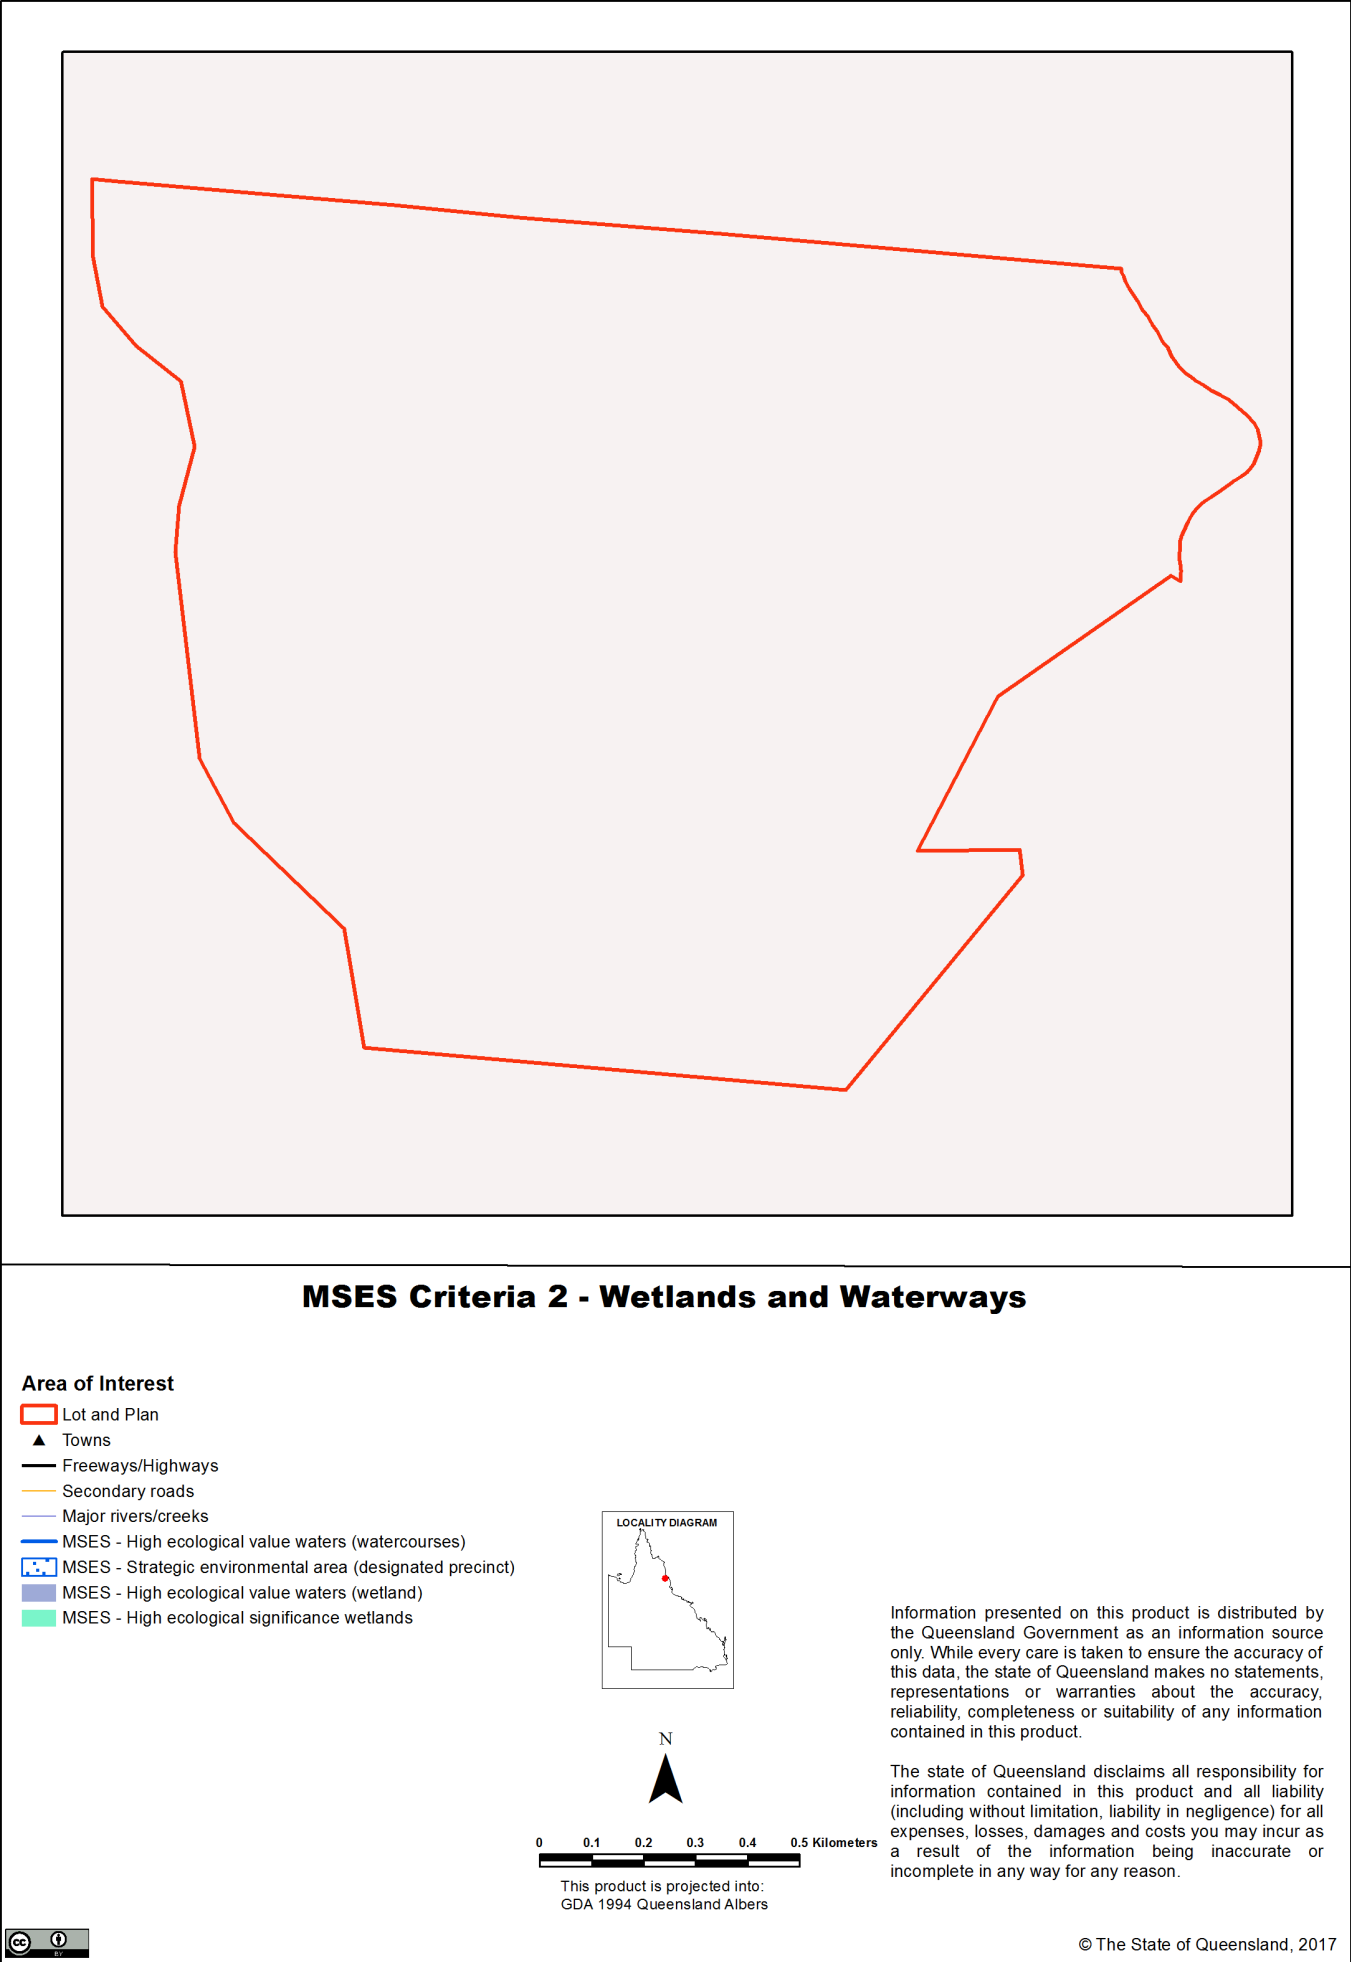 MSES Criteria 2 - Wetlands and Waterways
Area of Interest
Lot and Plan
Towns
Freeways/Highways
Secondary roads
Major rivers/creeks
MSES - High ecological value waters (watercourses)
MSES - Strategic environmental area (designated precinct)
MSES - High ecological value waters (wetland)
MSES - High ecological significance wetlands
LOCALITY DIAGRAM
N
0 0.1 0.2 0.3 0.4 0.5 Kilometers
This product is projected into:
GDA 1994 Queensland Albers
Information presented on this product is distributed by
the Queensland Government as an information source
only. While every care is taken to ensure the accuracy of
this data, the state of Queensland makes no statements,
representations or warranties about the accuracy,
reliability, completeness or suitability of any information
contained in this product.
The state of Queensland disclaims all responsibility for
information contained in this product and all liability
(including without limitation, liability in negligence) for all
expenses, losses, damages and costs you may incur as
a result of the information being inaccurate or
incomplete in any way for any reason.
cc
BY
© The State of Queensland, 2017